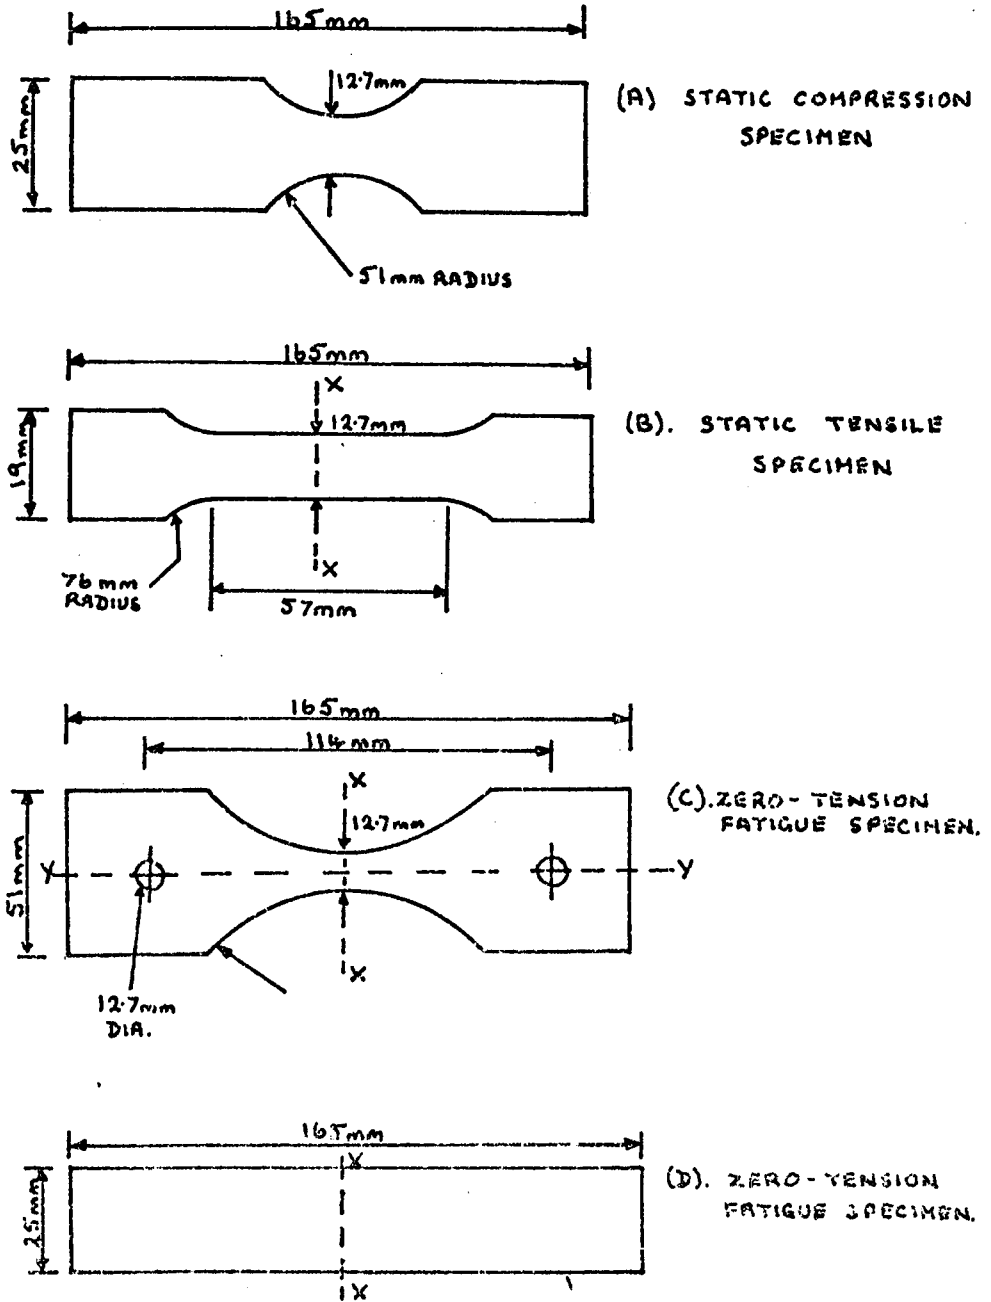 165mm
12.7mm
25mm
(A) STATIC COMPRESSION
SPECIMEN
51mm RADIUS
165mm
X
12.7mm
19mm
(B). STATIC TENSILE
SPECIMEN
X
76mm
RADIUS
57mm
165mm
114mm
X
12.7mm
(C). ZERO-TENSION
FATIGUE SPECIMEN.
51mm
Y
Y
X
12.7mm
DIA.
165mm
X
25mm
(D). ZERO-TENSION
FATIGUE SPECIMEN.
X